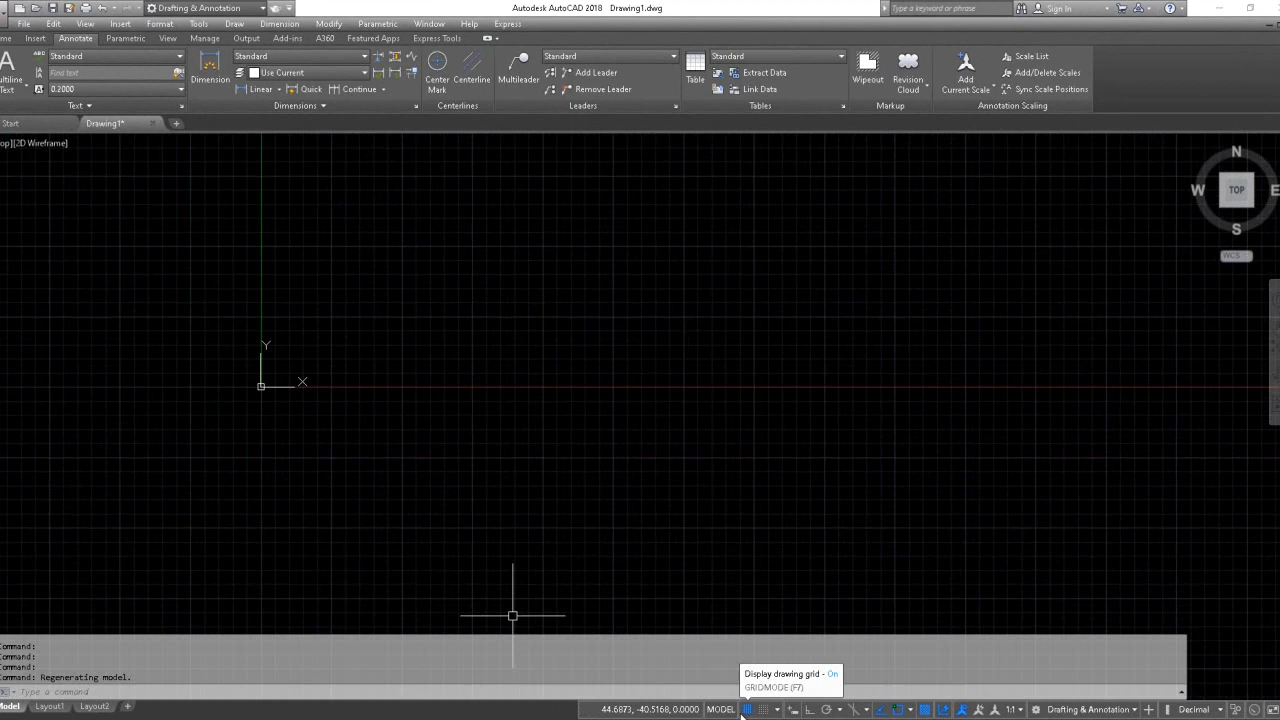 Drafting & Annotation
Autodesk AutoCAD 2018 Drawing1.dwg
Type a keyword or phrase
Sign In
File Edit View Insert Format Tools Draw Dimension Modify Parametric Window Help Express
Home Insert Annotate Parametric View Manage Output Add-ins A360 Featured Apps Express Tools
Standard
Find text
0.2000
Text
Dimension
Standard
Use Current
Linear Quick Continue
Dimensions
Center Mark
Centerline
Centerlines
Multileader
Standard
Add Leader
Remove Leader
Leaders
Table
Standard
Extract Data
Link Data
Tables
Wipeout
Revision Cloud
Markup
Add Current Scale
Scale List
Add/Delete Scales
Sync Scale Positions
Annotation Scaling
Start Drawing1*
op][2D Wireframe]
N
W TOP E
S
WCS
Y
X
ommand:
ommand:
ommand: Regenerating model.
Type a command
Display drawing grid - On
GRIDMODE (F7)
Model Layout1 Layout2 +
44.6873, -40.5168, 0.0000 MODEL 1:1 Drafting & Annotation Decimal